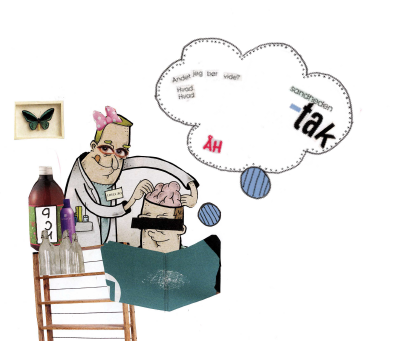 Andet jeg bør vide?
Hvad
Hvad
sandheden
-tak
ÅH